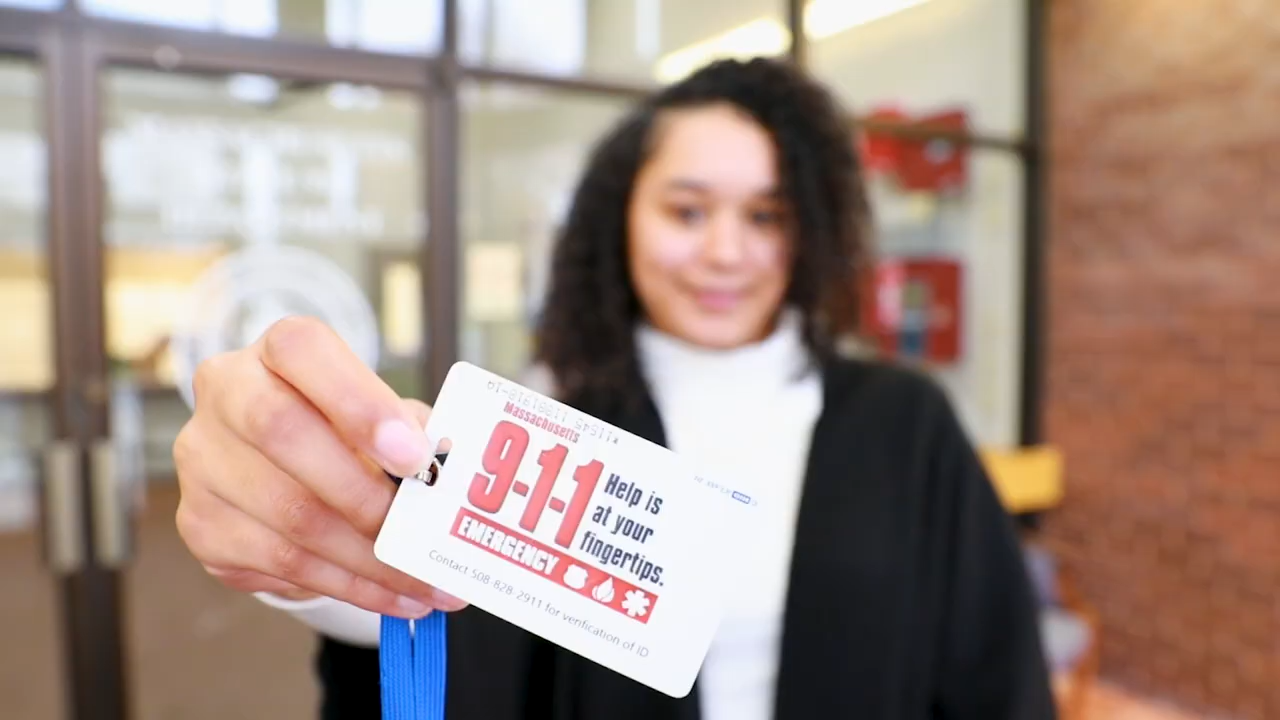 Massachusetts
9-1-1
Help is
at your
fingertips.
EMERGENCY
Contact 508-828-2911 for verification of ID